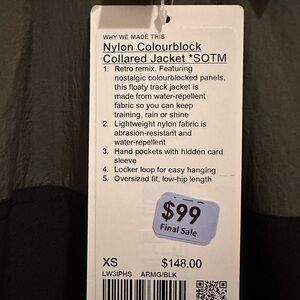 WHY WE MADE THIS
Nylon Colourblock
Collared Jacket *SOTM
1. Retro remix. Featuring
nostalgic colourblocked panels,
this floaty track jacket is
made from water-repellent
fabric so you can keep
training, rain or shine
2. Lightweight nylon fabric is
abrasion-resistant and
water-repellent
3. Hand pockets with hidden card
sleeve
4. Locker loop for easy hanging
5. Oversized fit, low-hip length
$99
Final Sale
XS $148.00
LW3IPHS ARMG/BLK